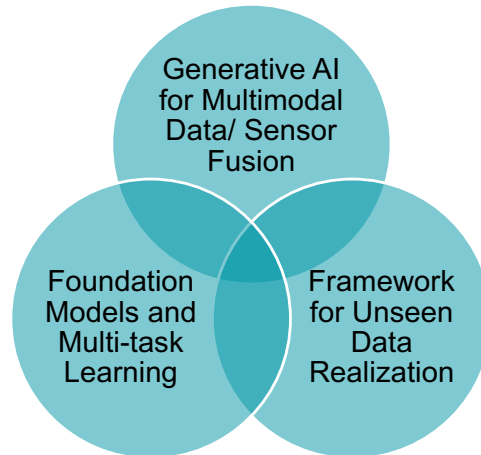 Generative AI
for Multimodal
Data/ Sensor
Fusion
Foundation
Models and
Multi-task
Learning
Framework
for Unseen
Data
Realization